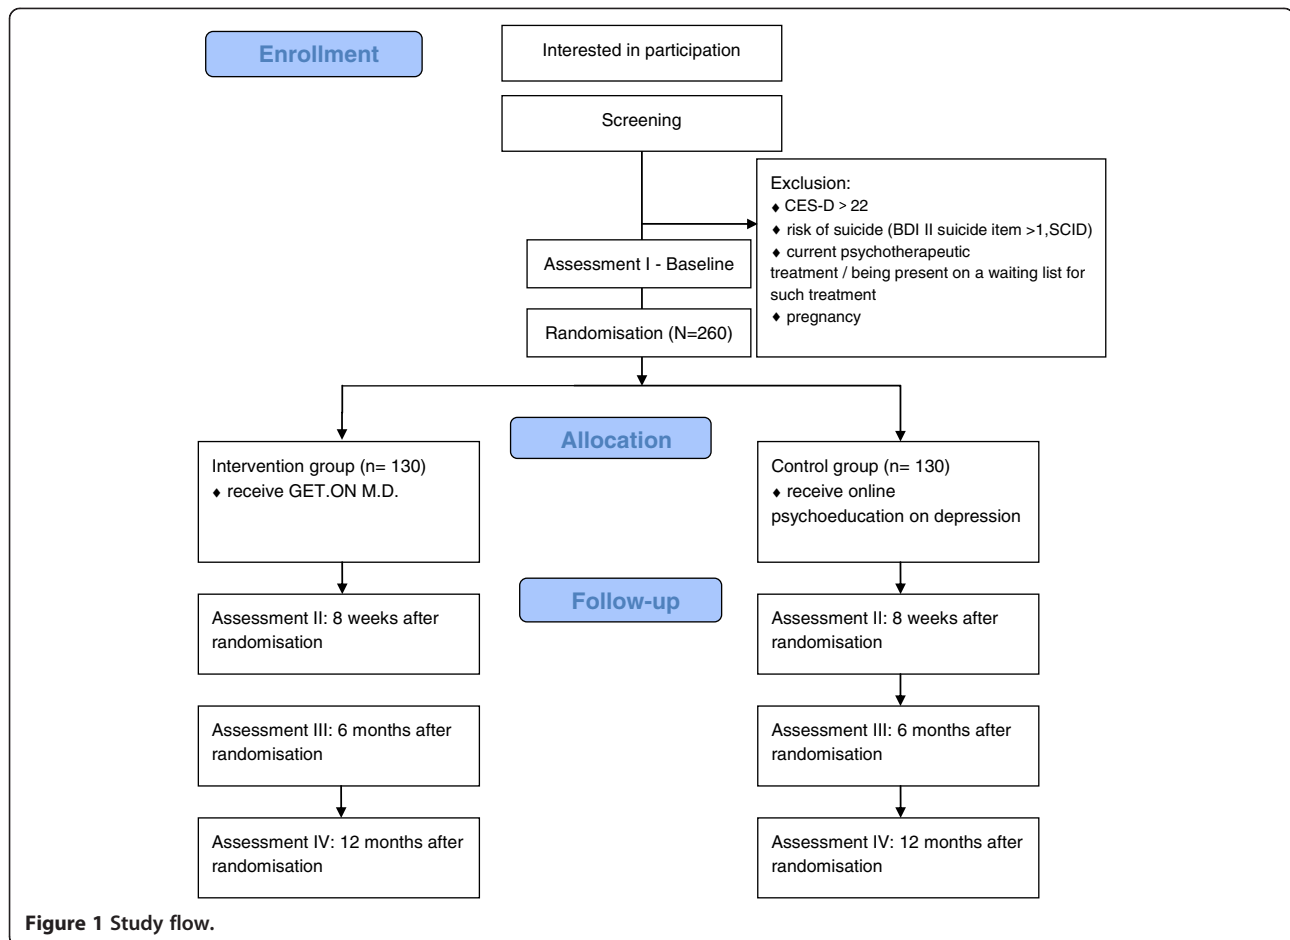 Enrollment
Interested in participation
Screening
Exclusion:
♦ CES-D > 22
♦ risk of suicide (BDI II suicide item >1,SCID)
♦ current psychotherapeutic
treatment / being present on a waiting list for
such treatment
♦ pregnancy
Assessment I - Baseline
Randomisation (N=260)
Allocation
Intervention group (n= 130)
♦ receive GET.ON M.D.
Control group (n= 130)
♦ receive online
psychoeducation on depression
Follow-up
Assessment II: 8 weeks after
randomisation
Assessment II: 8 weeks after
randomisation
Assessment III: 6 months after
randomisation
Assessment III: 6 months after
randomisation
Assessment IV: 12 months after
randomisation
Assessment IV: 12 months after
randomisation
Figure 1 Study flow.